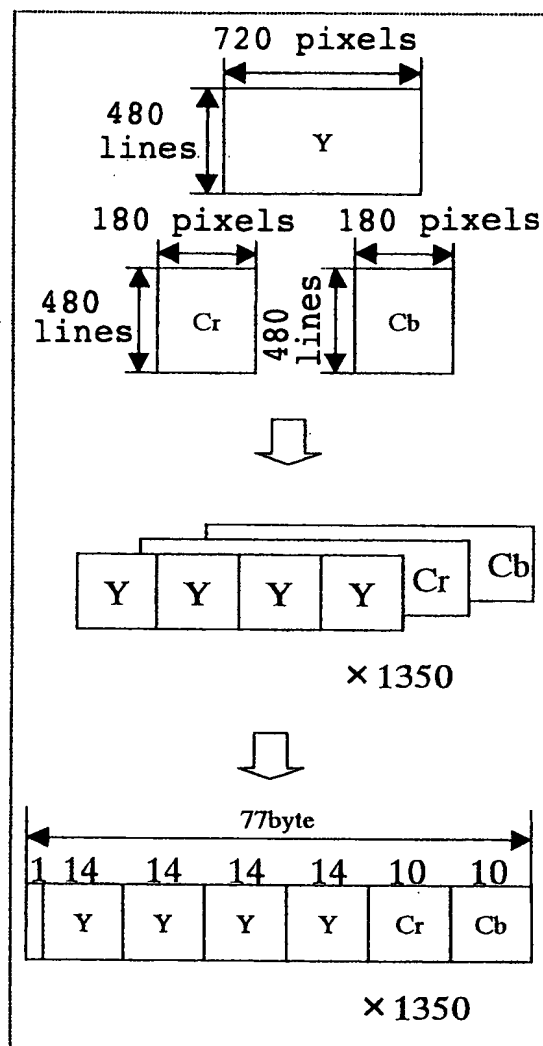 720 pixels
480 lines
Y
180 pixels 180 pixels
480 lines
Cr
480 lines
Cb
Y Y Y Y Cr Cb
× 1350
77byte
1 14 14 14 14 10 10
Y Y Y Y Cr Cb
× 1350